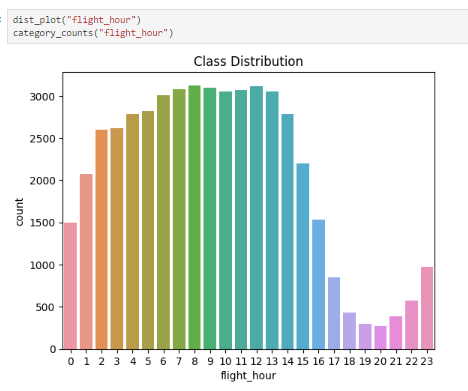 dist_plot("flight_hour")
category_counts("flight_hour")
Class Distribution
3000
2500
2000
1500
1000
500
0
count
0 1 2 3 4 5 6 7 8 9 10 11 12 13 14 15 16 17 18 19 20 21 22 23
flight_hour